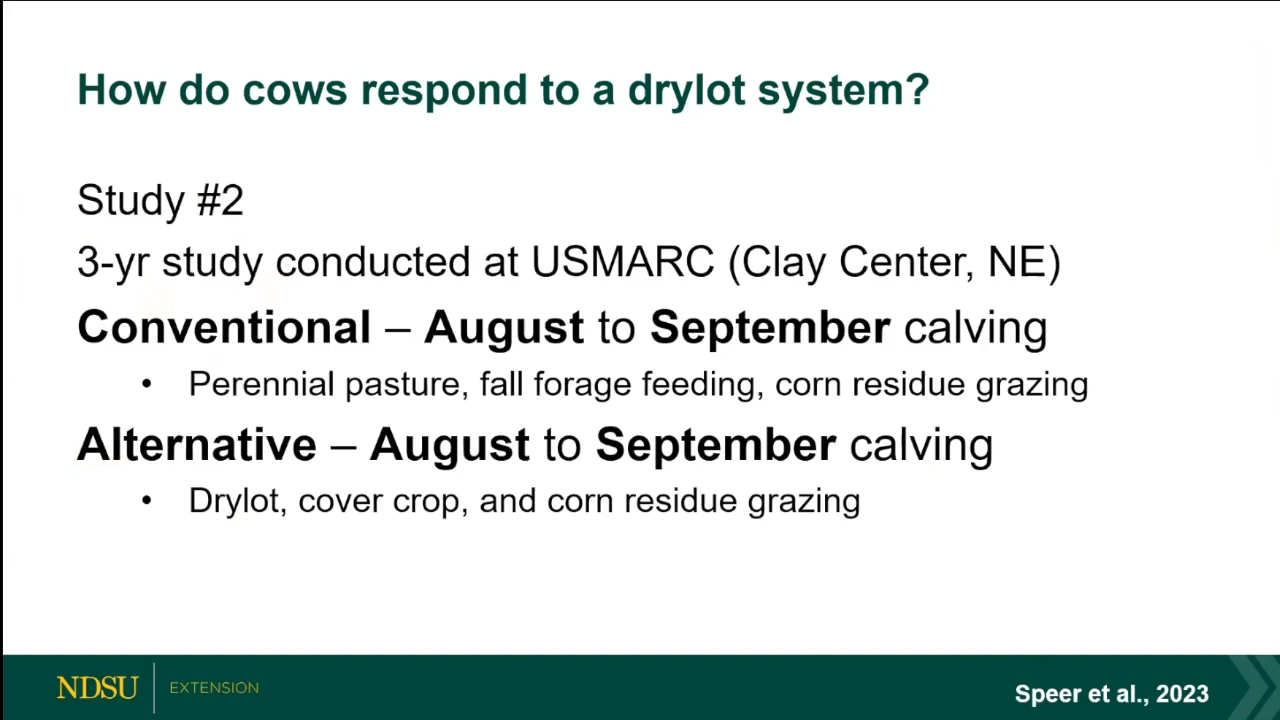 How do cows respond to a drylot system?
Study #2
3-yr study conducted at USMARC (Clay Center, NE)
Conventional – August to September calving
• Perennial pasture, fall forage feeding, corn residue grazing
Alternative – August to September calving
• Drylot, cover crop, and corn residue grazing
NDSU EXTENSION
Speer et al., 2023